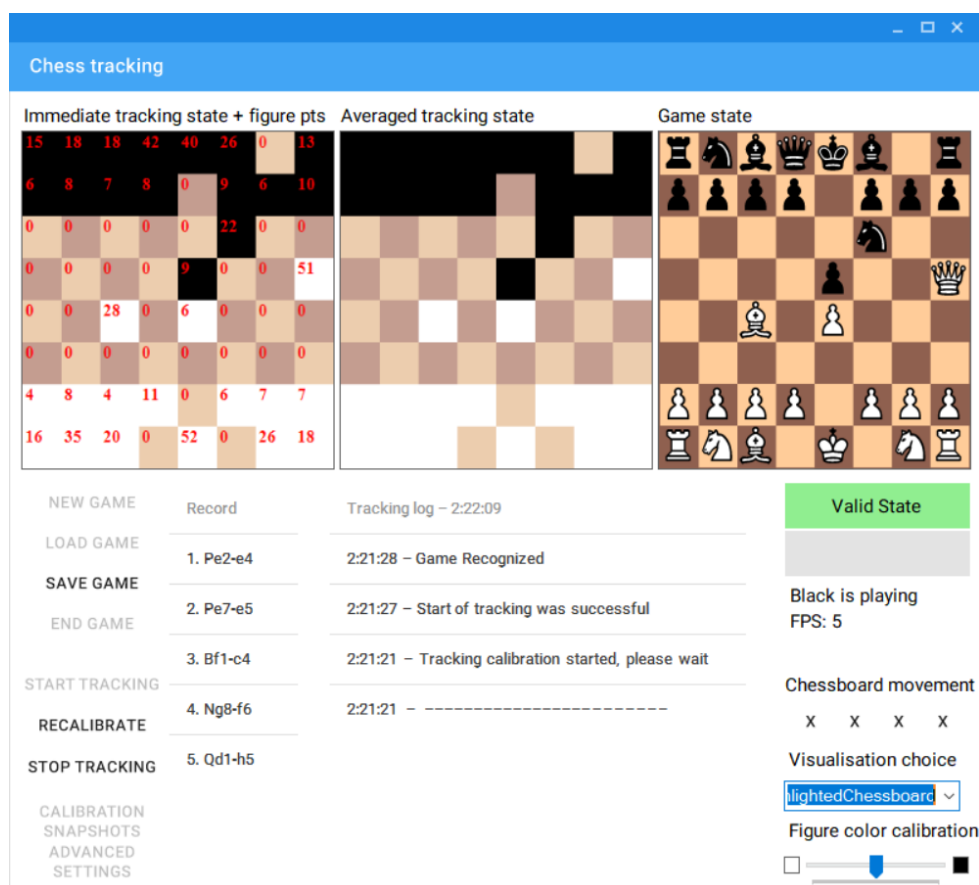 Chess tracking
Immediate tracking state + figure pts Averaged tracking state Game state
15 18 18 42 40 26 0 13
6 8 7 8 0 9 6 10
0 0 0 0 0 22 0 0
0 0 0 0 9 0 0 51
0 0 28 0 6 0 0 0
0 0 0 0 0 0 0 0
4 8 4 11 0 6 7 7
16 35 20 0 52 0 26 18
NEW GAME
LOAD GAME
SAVE GAME
END GAME
START TRACKING
RECALIBRATE
STOP TRACKING
CALIBRATION
SNAPSHOTS
ADVANCED
SETTINGS
Record
1. Pe2-e4
2. Pe7-e5
3. Bf1-c4
4. Ng8-f6
5. Qd1-h5
Tracking log – 2:22:09
2:21:28 – Game Recognized
2:21:27 – Start of tracking was successful
2:21:21 – Tracking calibration started, please wait
2:21:21 – -------------------------
Valid State
Black is playing
FPS: 5
Chessboard movement
X X X X
Visualisation choice
ılightedChessboard
Figure color calibration